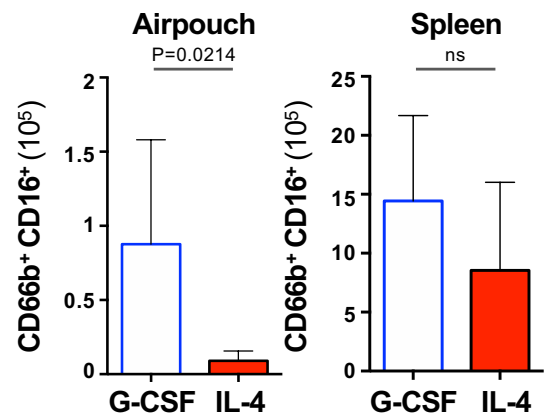 Airpouch
P=0.0214
CD66b⁺ CD16⁺ (10⁵)
2
1.5
1
0.5
0
G-CSF IL-4
Spleen
ns
CD66b⁺ CD16⁺ (10⁵)
25
20
15
10
5
0
G-CSF IL-4